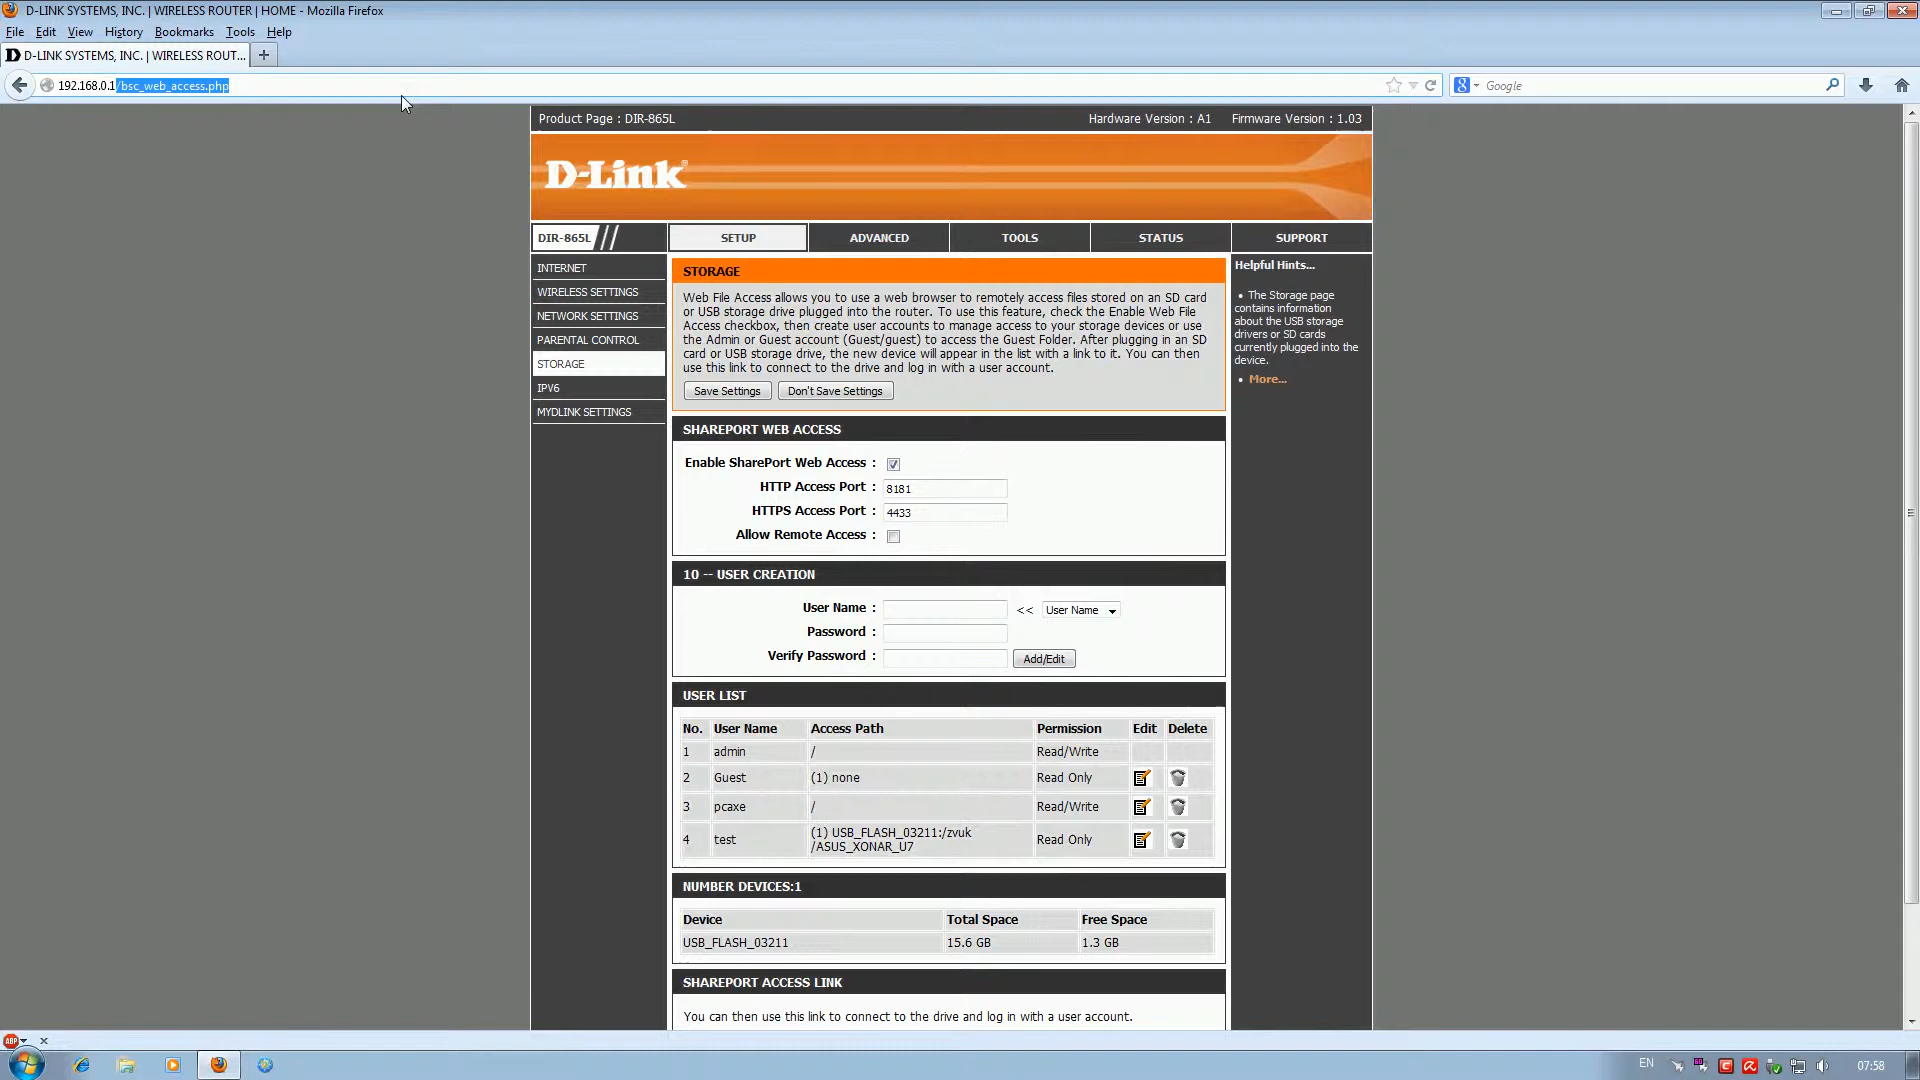 D-LINK SYSTEMS, INC. | WIRELESS ROUTER | HOME - Mozilla Firefox
File Edit View History Bookmarks Tools Help
D-LINK SYSTEMS, INC. | WIRELESS ROUT...
192.168.0.1/bsc_web_access.php
Google
Product Page : DIR-865L
Hardware Version : A1 Firmware Version : 1.03
D-Link®
DIR-865L
SETUP ADVANCED TOOLS STATUS SUPPORT
INTERNET
WIRELESS SETTINGS
NETWORK SETTINGS
PARENTAL CONTROL
STORAGE
IPV6
MYDLINK SETTINGS
STORAGE
Web File Access allows you to use a web browser to remotely access files stored on an SD card
or USB storage drive plugged into the router. To use this feature, check the Enable Web File
Access checkbox, then create user accounts to manage access to your storage devices or use
the Admin or Guest account (Guest/guest) to access the Guest Folder. After plugging in an SD
card or USB storage drive, the new device will appear in the list with a link to it. You can then
use this link to connect to the drive and log in with a user account.
Save Settings Don't Save Settings
SHAREPORT WEB ACCESS
Enable SharePort Web Access :
HTTP Access Port : 8181
HTTPS Access Port : 4433
Allow Remote Access :
10 -- USER CREATION
User Name : << User Name
Password :
Verify Password : Add/Edit
USER LIST
No. User Name Access Path Permission Edit Delete
1 admin / Read/Write
2 Guest (1) none Read Only
3 pcaxe / Read/Write
4 test (1) USB_FLASH_03211:/zvuk
/ASUS_XONAR_U7 Read Only
NUMBER DEVICES:1
Device Total Space Free Space
USB_FLASH_03211 15.6 GB 1.3 GB
SHAREPORT ACCESS LINK
You can then use this link to connect to the drive and log in with a user account.
Helpful Hints...
• The Storage page
contains information
about the USB storage
drivers or SD cards
currently plugged into the
device.
• More...
ABP
EN
07:58